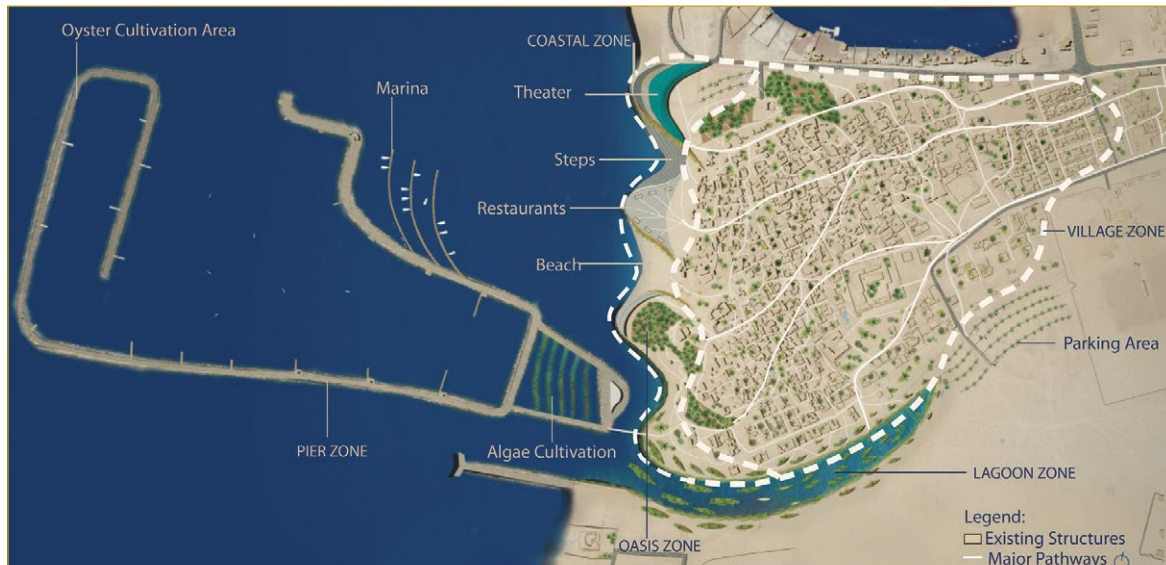 Oyster Cultivation Area
COASTAL ZONE
Marina
Theater
Steps
Restaurants
VILLAGE ZONE
Beach
Parking Area
PIER ZONE
Algae Cultivation
LAGOON ZONE
OASIS ZONE
Legend:
Existing Structures
Major Pathways